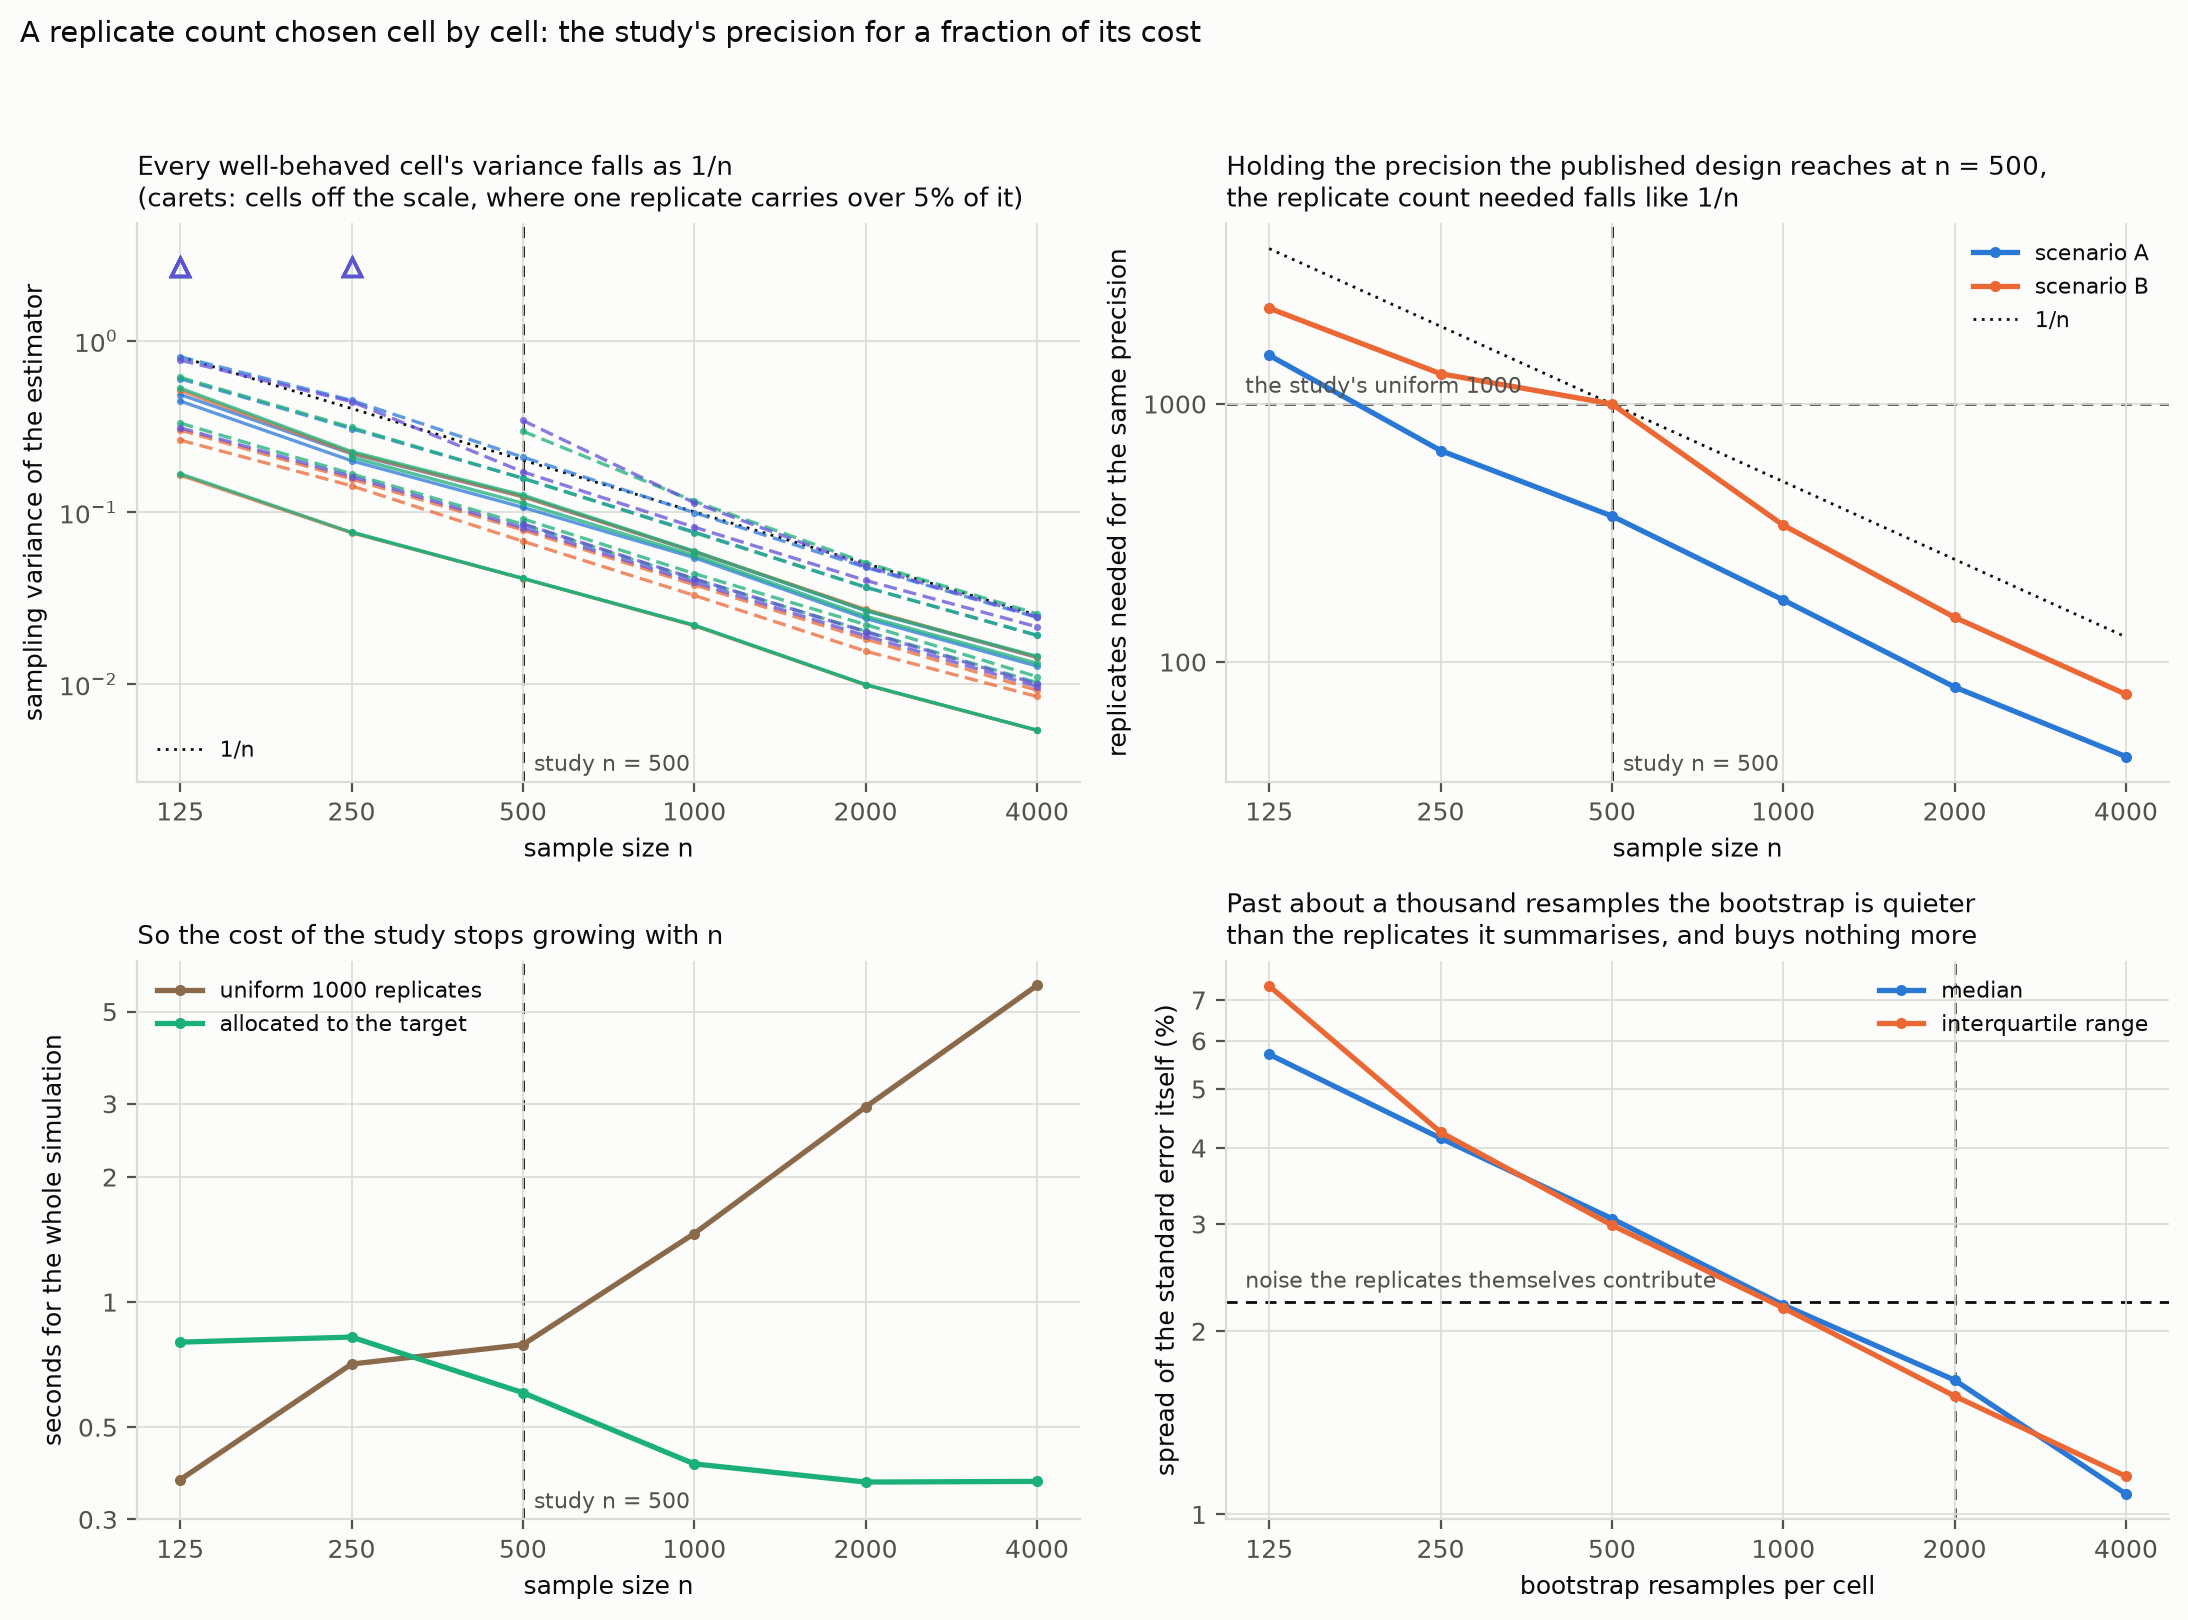 A replicate count chosen cell by cell: the study's precision for a fraction of its cost
Every well-behaved cell's variance falls as 1/n
(carets: cells off the scale, where one replicate carries over 5% of it)
sampling variance of the estimator
10⁰
10⁻¹
10⁻²
1/n
study n = 500
125 250 500 1000 2000 4000
sample size n
Holding the precision the published design reaches at n = 500,
the replicate count needed falls like 1/n
replicates needed for the same precision
scenario A
scenario B
1/n
the study's uniform 1000
1000
100
study n = 500
125 250 500 1000 2000 4000
sample size n
So the cost of the study stops growing with n
seconds for the whole simulation
uniform 1000 replicates
allocated to the target
5
3
2
1
0.5
0.3
study n = 500
125 250 500 1000 2000 4000
sample size n
Past about a thousand resamples the bootstrap is quieter
than the replicates it summarises, and buys nothing more
spread of the standard error itself (%)
median
interquartile range
7
6
5
4
3
noise the replicates themselves contribute
2
1
125 250 500 1000 2000 4000
bootstrap resamples per cell